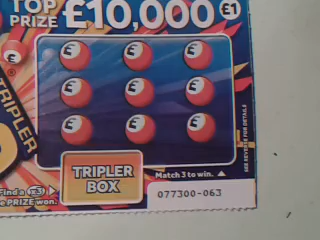 TOP PRIZE £10,000 £1
£
£ £ £
£ £ £
£ £ £
TRIPLER
TRIPLER
BOX
Match 3 to win. ▲
Find a x3
e PRIZE won.
077300-063
SEE REVERSE FOR DETAILS